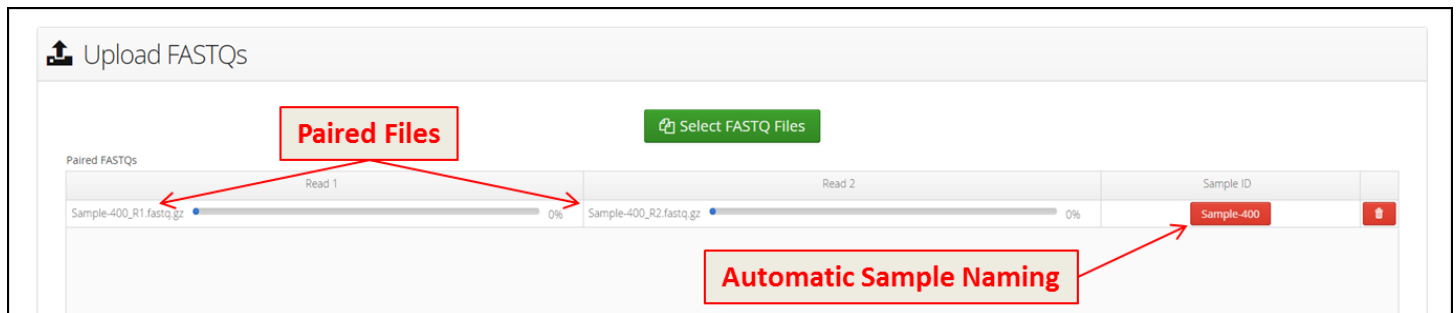 Upload FASTQs
Select FASTQ Files
Paired Files
Paired FASTQs
Read 1 Read 2 Sample ID
Sample-400_R1.fastq.gz 0% Sample-400_R2.fastq.gz 0% Sample-400
Automatic Sample Naming